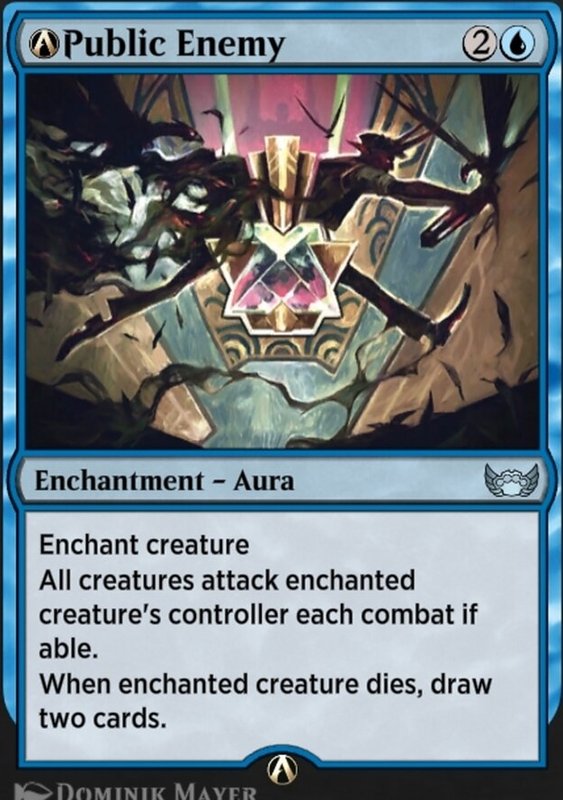 Public Enemy 2
Enchantment – Aura
Enchant creature
All creatures attack enchanted
creature's controller each combat if
able.
When enchanted creature dies, draw
two cards.
DOMINIK MAYER